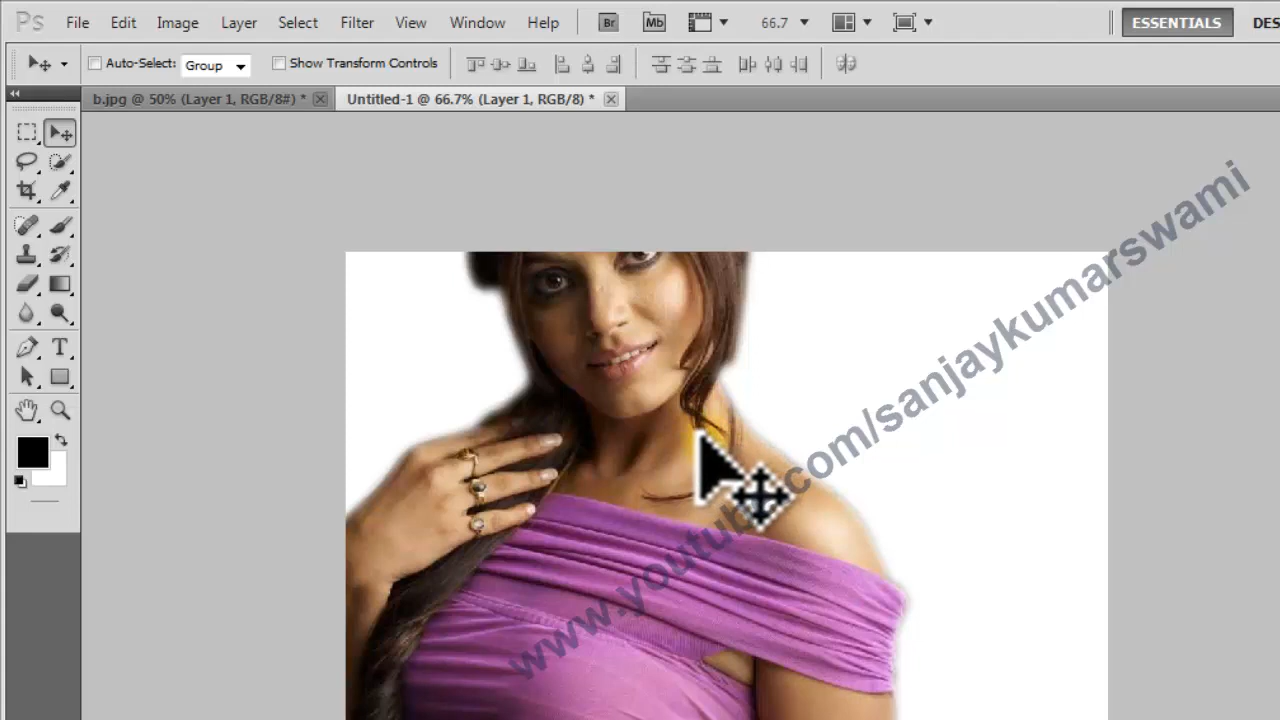 Ps File Edit Image Layer Select Filter View Window Help Br Mb 66.7 ESSENTIALS DES
Auto-Select: Group Show Transform Controls
b.jpg @ 50% (Layer 1, RGB/8#) * Untitled-1 @ 66.7% (Layer 1, RGB/8) *
T
www.youtube.com/sanjaykumarswami